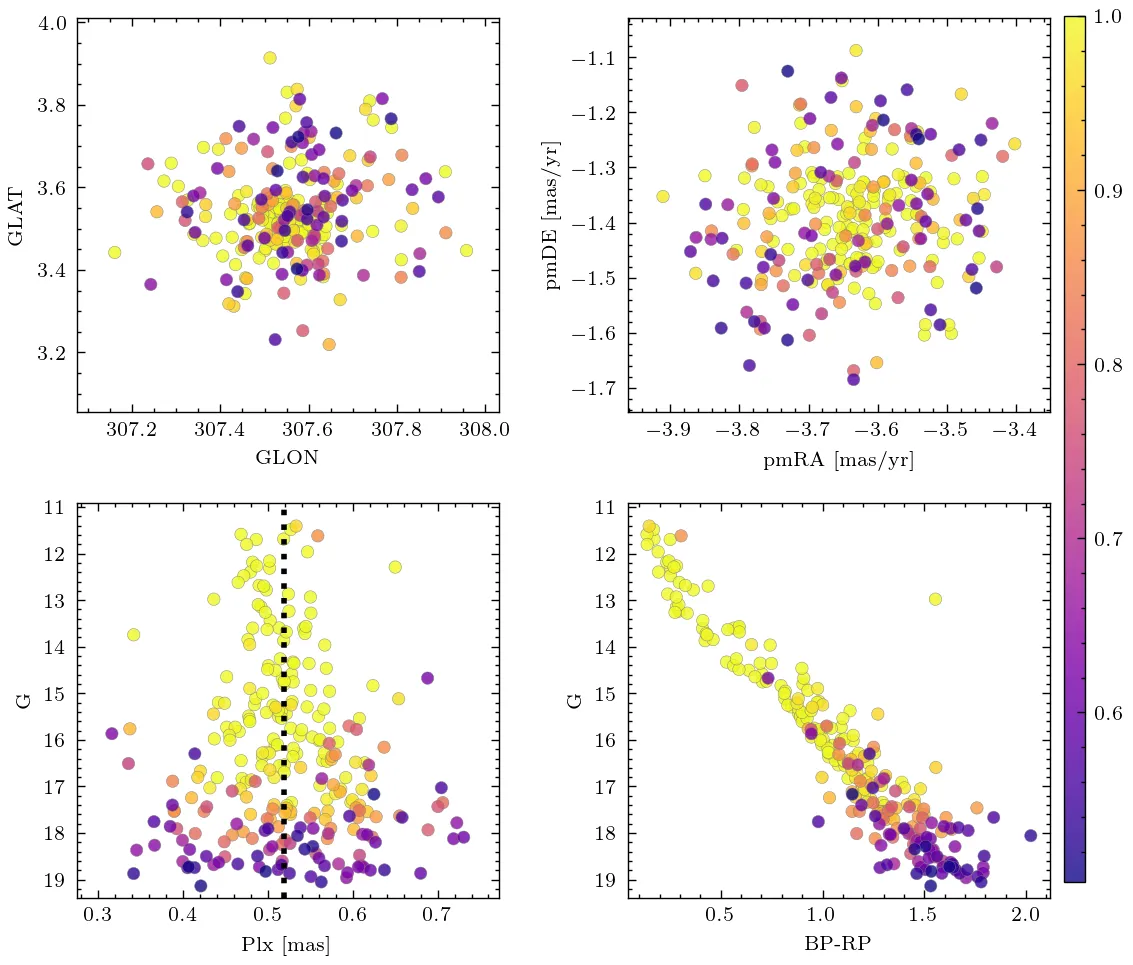 4.0
3.8
3.6
3.4
3.2
GLAT
307.2 307.4 307.6 307.8 308.0
GLON
−1.1
−1.2
−1.3
−1.4
−1.5
−1.6
−1.7
pmDE [mas/yr]
−3.9 −3.8 −3.7 −3.6 −3.5 −3.4
pmRA [mas/yr]
1.0
0.9
0.8
0.7
0.6
11
12
13
14
15
16
17
18
19
G
0.3 0.4 0.5 0.6 0.7
Plx [mas]
11
12
13
14
15
16
17
18
19
G
0.5 1.0 1.5 2.0
BP-RP